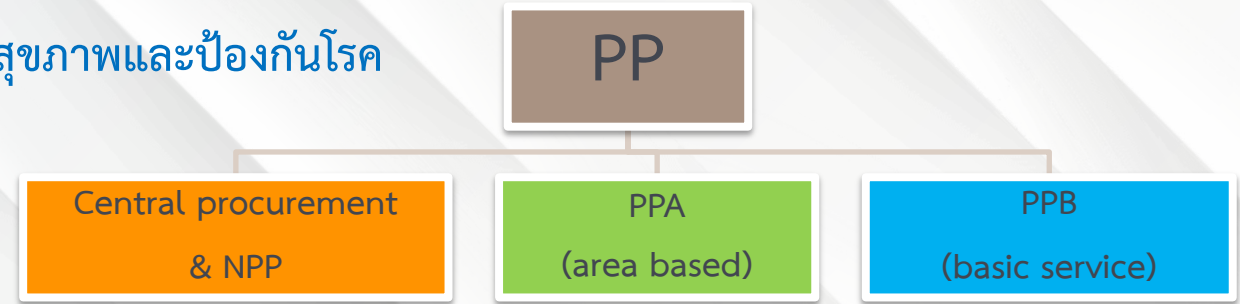 สุขภาพและป้องกันโรค
PP
Central procurement
& NPP
PPA
(area based)
PPB
(basic service)